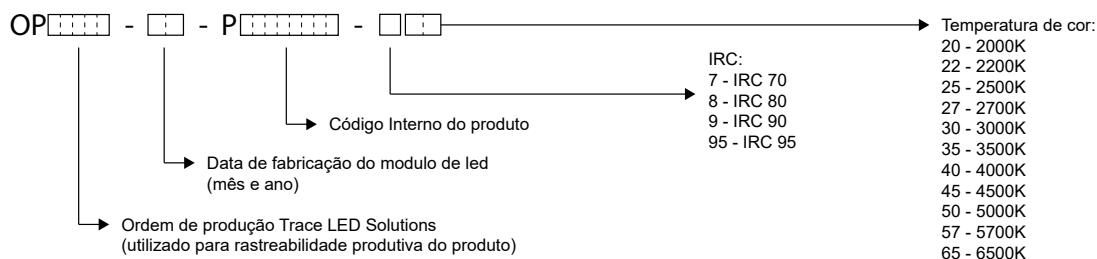 OP - - P -
Temperatura de cor:
20 - 2000K
22 - 2200K
25 - 2500K
27 - 2700K
30 - 3000K
35 - 3500K
40 - 4000K
45 - 4500K
50 - 5000K
57 - 5700K
65 - 6500K
IRC:
7 - IRC 70
8 - IRC 80
9 - IRC 90
95 - IRC 95
Código Interno do produto
Data de fabricação do modulo de led
(mês e ano)
Ordem de produção Trace LED Solutions
(utilizado para rastreabilidade produtiva do produto)